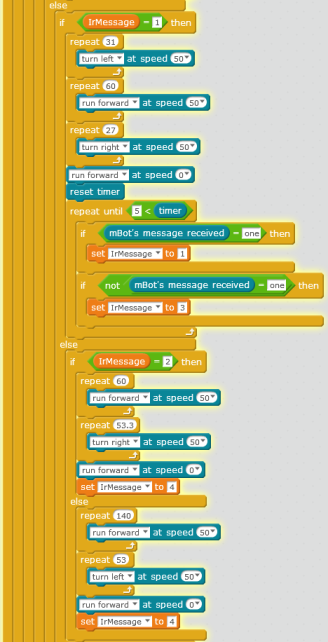 else
if IrMessage = 1 then
repeat 31
turn left at speed 50
repeat 60
run forward at speed 50
repeat 27
turn right at speed 50
run forward at speed 0
reset timer
repeat until 5 < timer
if mBot's message received = one then
set IrMessage to 1
if not mBot's message received = one then
set IrMessage to 3
else
if IrMessage = 2 then
repeat 60
run forward at speed 50
repeat 53.3
turn right at speed 50
run forward at speed 0
set IrMessage to 4
else
repeat 140
run forward at speed 50
repeat 53
turn left at speed 50
run forward at speed 0
set IrMessage to 4